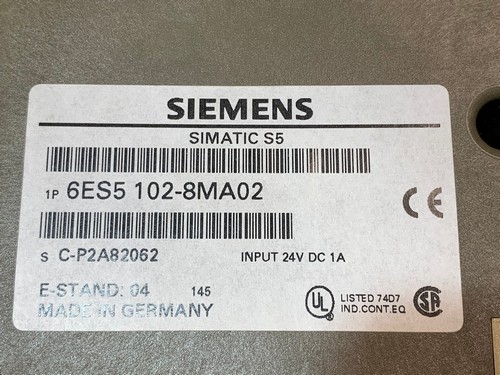 SIEMENS
SIMATIC S5
1P 6ES5 102-8MA02
CE
S C-P2A82062 INPUT 24V DC 1A
E-STAND: 04 145
MADE IN GERMANY
UL LISTED 74D7 IND.CONT.EQ SA